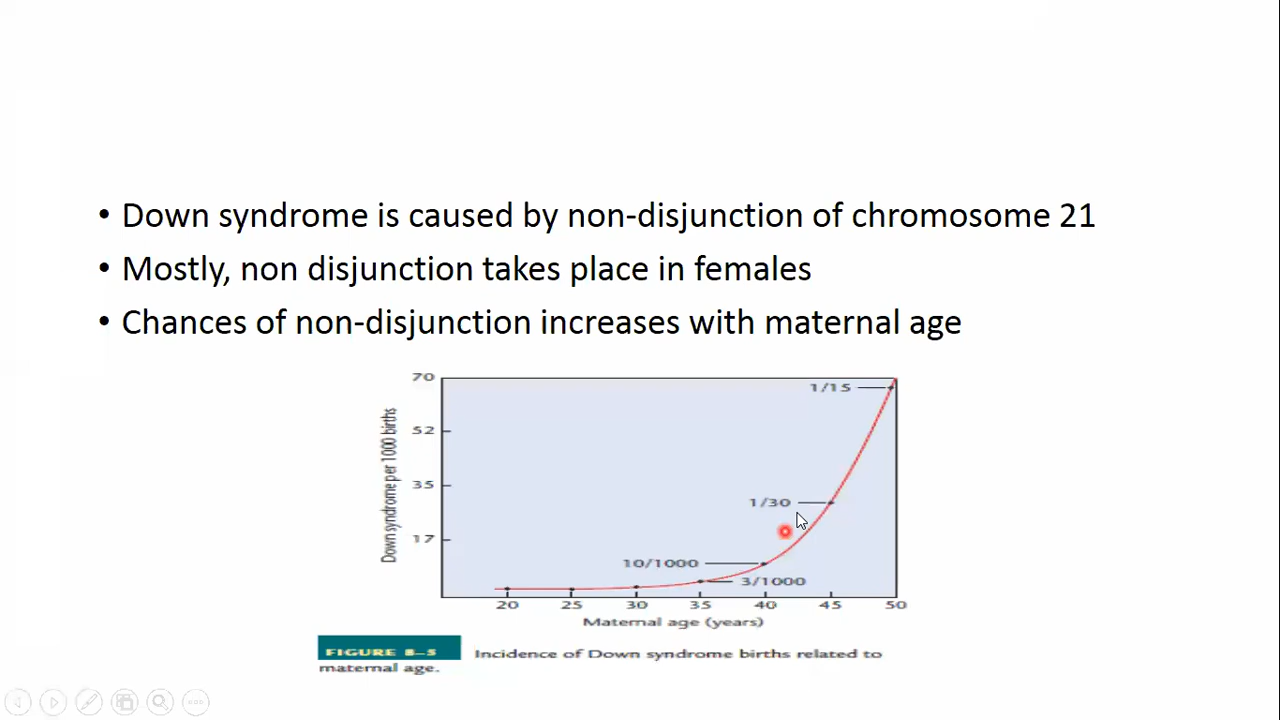 • Down syndrome is caused by non-disjunction of chromosome 21
• Mostly, non disjunction takes place in females
• Chances of non-disjunction increases with maternal age
70
52
35
17
Down syndrome per 1000 births
1/15
1/30
10/1000
3/1000
20 25 30 35 40 45 50
Maternal age (years)
FIGURE 8–5 Incidence of Down syndrome births related to
maternal age.